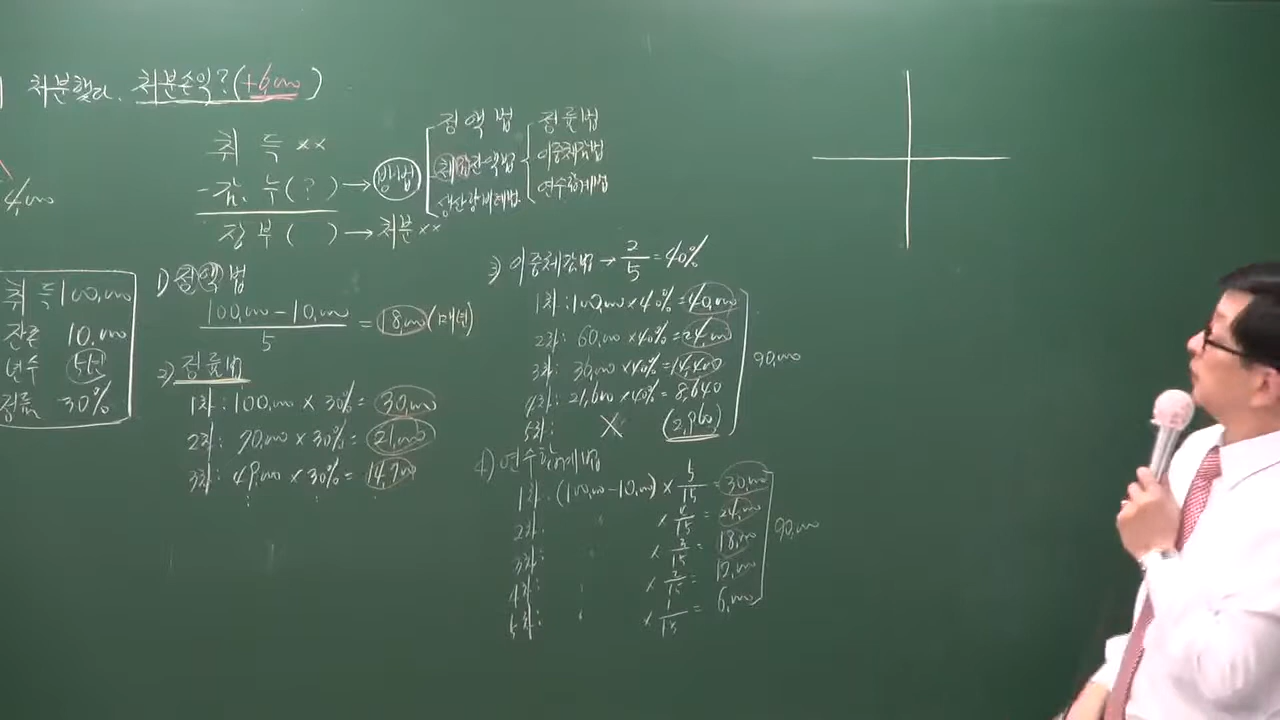 처분했다. 처분손익?(+6,000)
취 득 ××
- 감. 누 (?) → 방법
장 부 ( ) → 처분 ××
정 액 법
체감잔액법
생산량비례법
정률법
이중체감법
연수합계법
4,000
취 득 100,000
잔존 10,000
년수 5년
정률 30%
1) 정액법
100,000 - 10,000
5
= 18,000 (매년)
2) 정률법
1차 : 100,000 × 30% = 30,000
2차 : 70,000 × 30% = 21,000
3차 : 49,000 × 30% = 14,700
3) 이중체감법 → 2/5 = 40%
1차 : 100,000 × 40% = 40,000
2차 : 60,000 × 40% = 24,000
3차 : 36,000 × 40% = 14,400
4차 : 21,600 × 40% = 8,640
5차 : X (2,960)
90,000
4) 연수합계법
1차 : (100,000 - 10,000) × 5/15 = 30,000
2차 : × 4/15 = 24,000
3차 : × 3/15 = 18,000
4차 : × 2/15 = 12,000
5차 : × 1/15 = 6,000
90,000